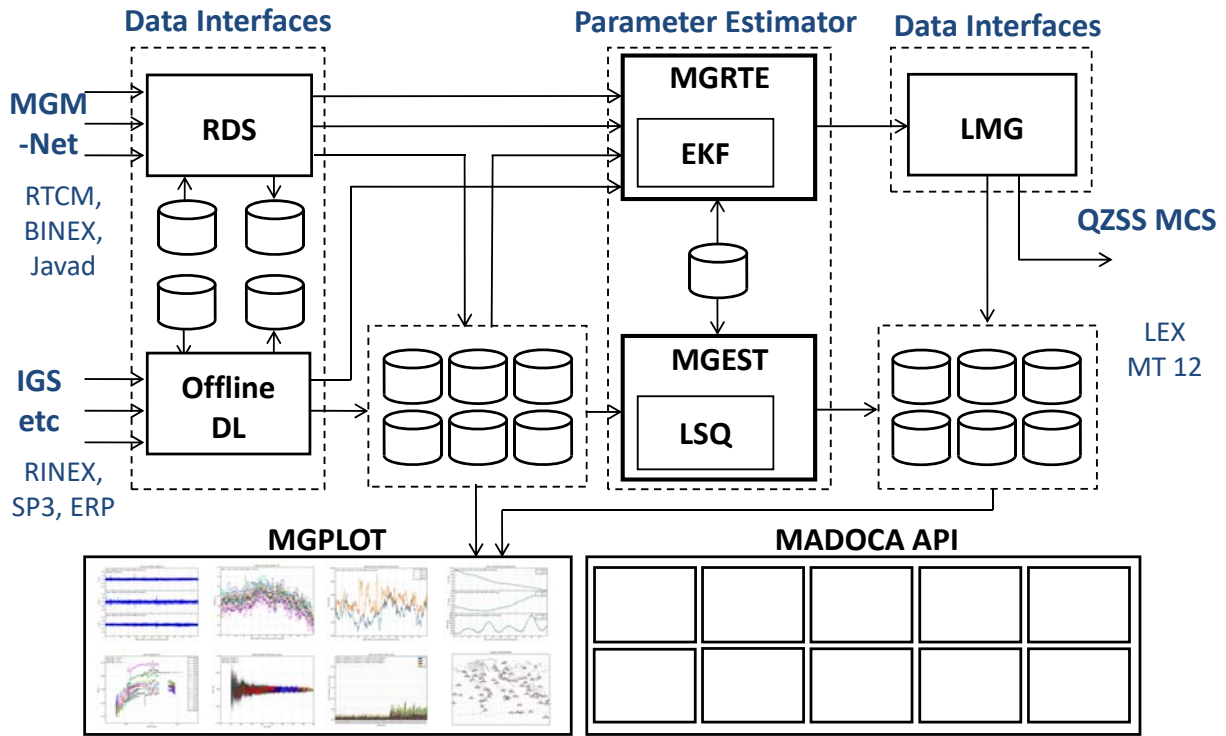 Data Interfaces
Parameter Estimator
Data Interfaces
MGM
-Net
RTCM,
BINEX,
Javad
RDS
MGRTE
EKF
LMG
QZSS MCS
LEX
MT 12
IGS
etc
RINEX,
SP3, ERP
Offline
DL
MGEST
LSQ
MGPLOT
MADOCA API